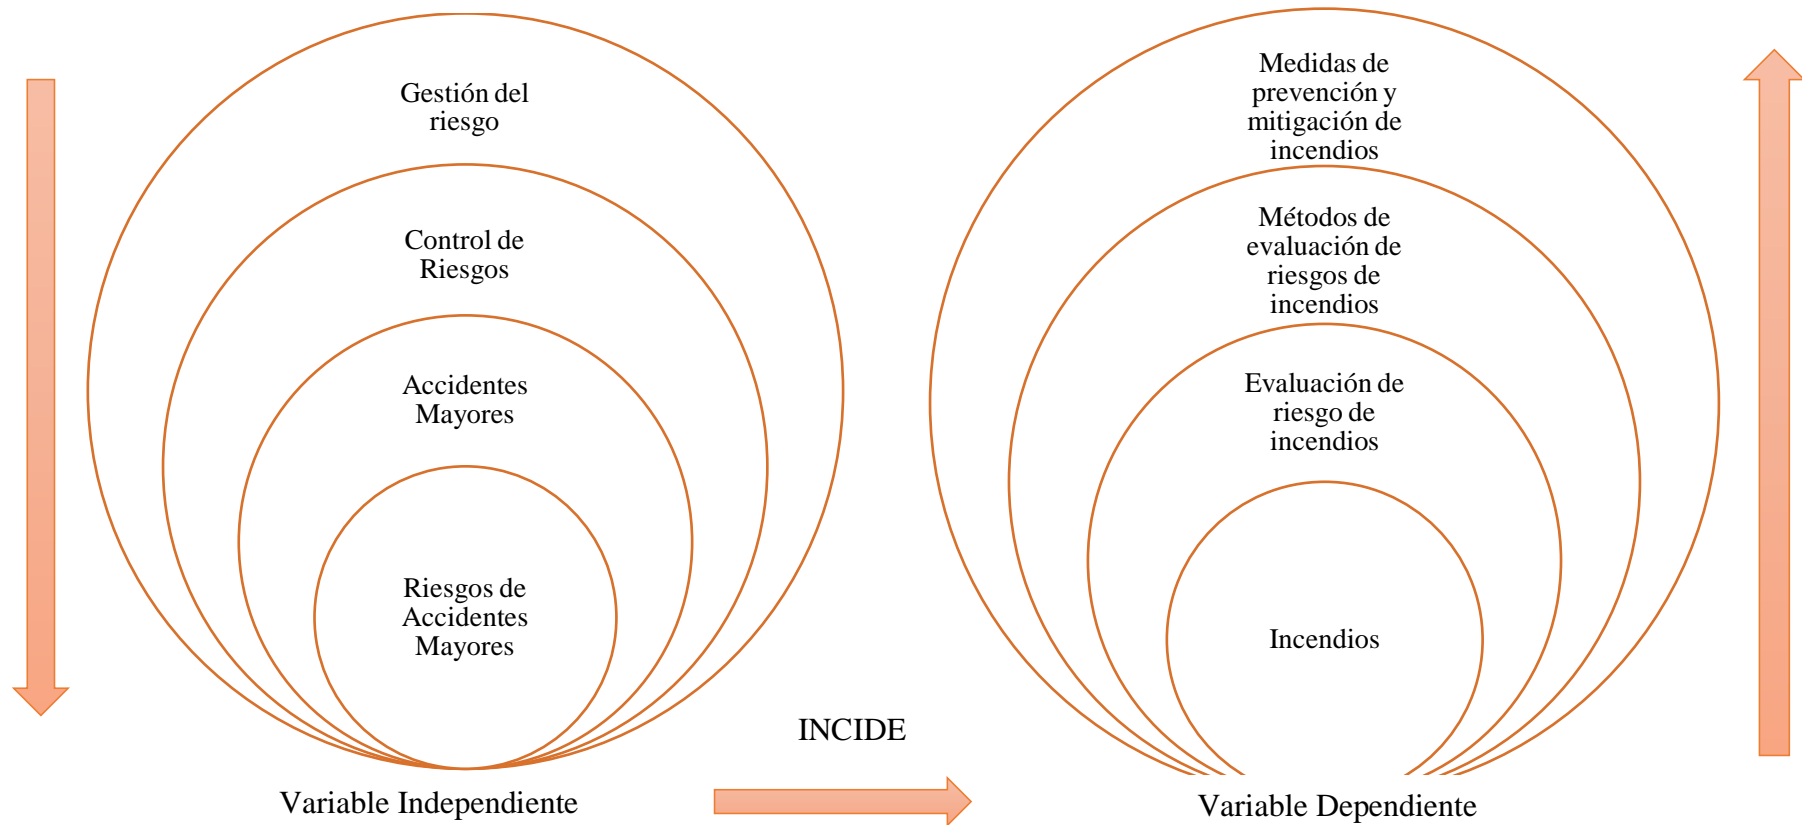 Gestión del
riesgo
Control de
Riesgos
Accidentes
Mayores
Riesgos de
Accidentes
Mayores
Variable Independiente
INCIDE
Medidas de
prevención y
mitigación de
incendios
Métodos de
evaluación de
riesgos de
incendios
Evaluación de
riesgo de
incendios
Incendios
Variable Dependiente